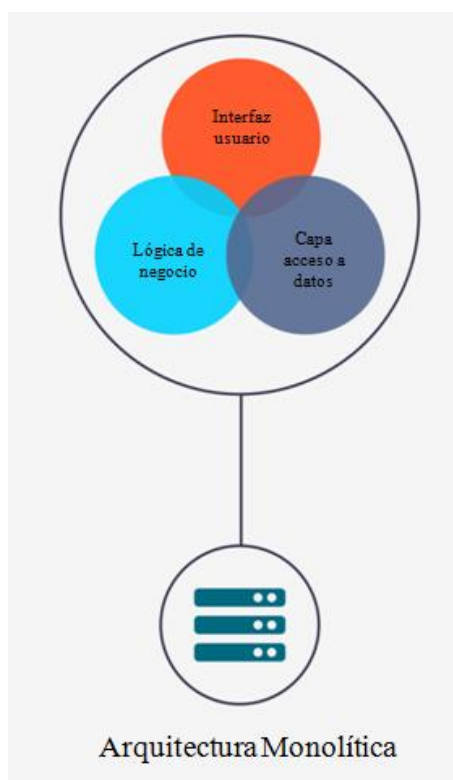 Interfaz
usuario
Lógica de
negocio
Capa
acceso a
datos
Arquitectura Monolítica